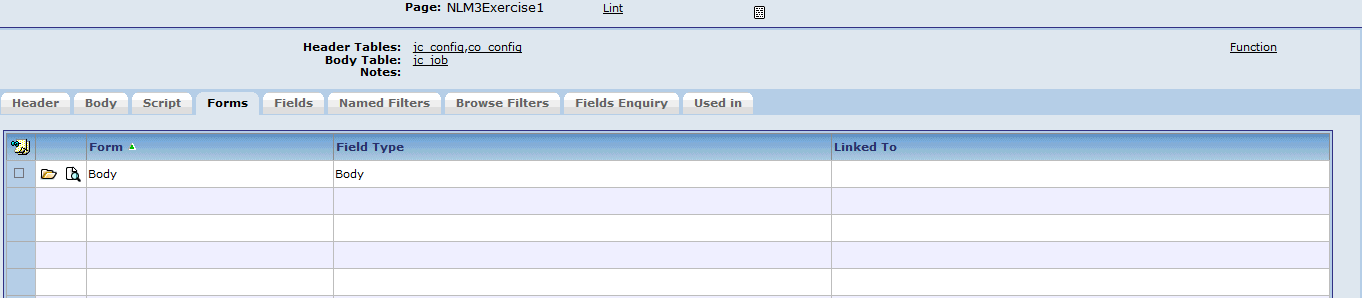 Page: NLM3Exercise1 Lint
Header Tables: jc_config,co_config Function
Body Table: jc_job
Notes:
Header Body Script Forms Fields Named Filters Browse Filters Fields Enquiry Used in
Form Field Type Linked To
Body Body